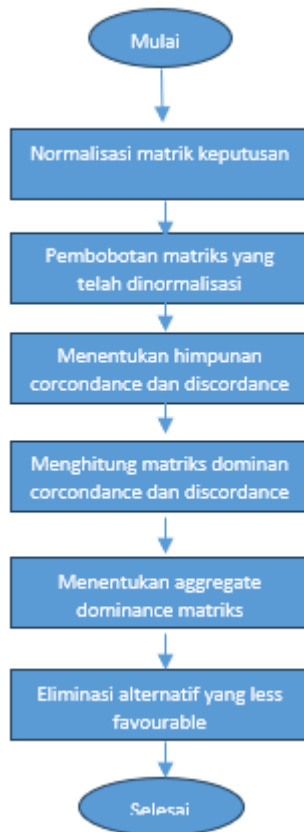 Mulai
Normalisasi matrik keputusan
Pembobotan matriks yang
telah dinormalisasi
Menentukan himpunan
corcondance dan discordance
Menghitung matriks dominan
corcondance dan discordance
Menentukan aggregate
dominance matriks
Eliminasi alternatif yang less
favourable
Selesai